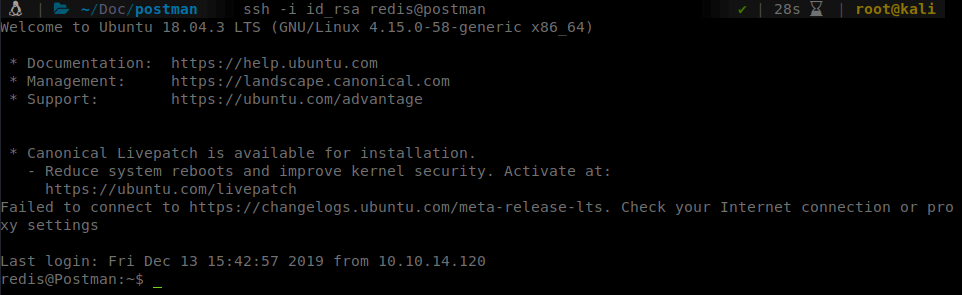 ~/Doc/postman ssh -i id_rsa redis@postman ✔ | 28s | root@kali
Welcome to Ubuntu 18.04.3 LTS (GNU/Linux 4.15.0-58-generic x86_64)
* Documentation: https://help.ubuntu.com
* Management: https://landscape.canonical.com
* Support: https://ubuntu.com/advantage
* Canonical Livepatch is available for installation.
- Reduce system reboots and improve kernel security. Activate at:
https://ubuntu.com/livepatch
Failed to connect to https://changelogs.ubuntu.com/meta-release-lts. Check your Internet connection or pro
xy settings
Last login: Fri Dec 13 15:42:57 2019 from 10.10.14.120
redis@Postman:~$ _